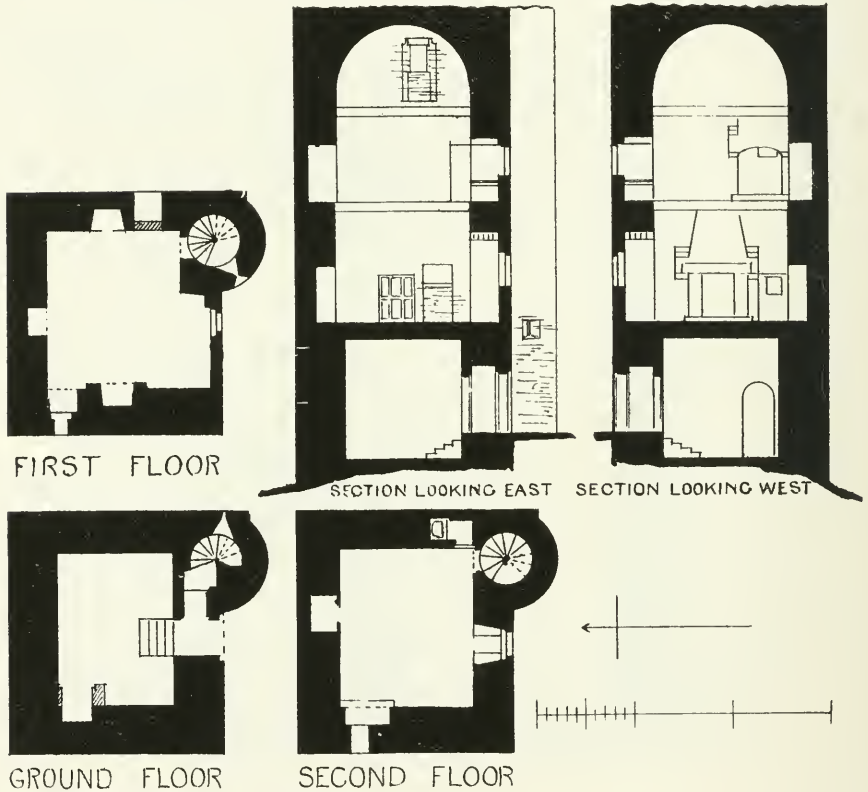 FIRST FLOOR
SECTION LOOKING EAST
SECTION LOOKING WEST
GROUND FLOOR
SECOND FLOOR